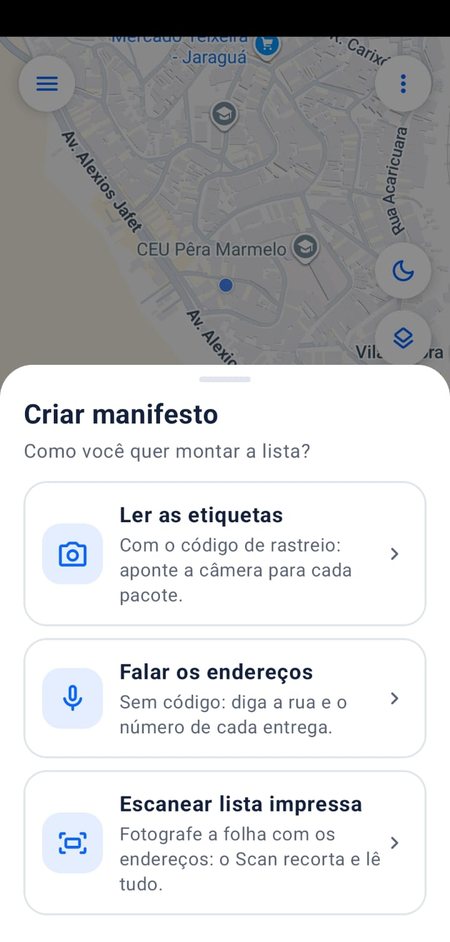 Mercado Teixeira
- Jaraguá
R. Carixó
Av. Alexios Jafet
Rua Acaricuara
CEU Pêra Marmelo
Av. Alexio
Criar manifesto
Como você quer montar a lista?
Ler as etiquetas
Com o código de rastreio:
aponte a câmera para cada
pacote.
Falar os endereços
Sem código: diga a rua e o
número de cada entrega.
Escanear lista impressa
Fotografe a folha com os
endereços: o Scan recorta e lê
tudo.